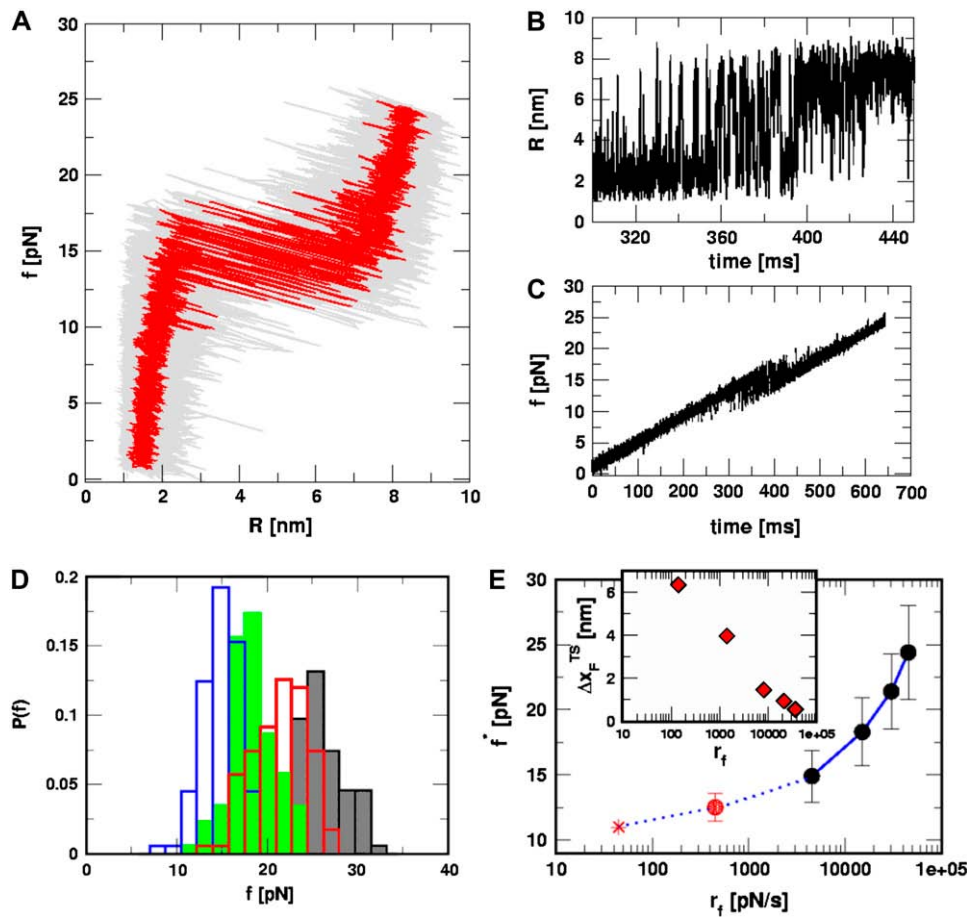 A
30
25
20
15
10
5
0
f [pN]
0 2 4 6 8 10
R [nm]
B
10
8
6
4
2
0
R [nm]
320 360 400 440
time [ms]
C
30
25
20
15
10
5
0
f [pN]
0 100 200 300 400 500 600 700
time [ms]
D
0.2
0.15
0.1
0.05
0
P(f)
0 10 20 30 40
f [pN]
E
30
25
20
15
10
f* [pN]
10 100 1000 10000 1e+05
r_f [pN/s]
6
4
2
0
Δx_F^TS [nm]
10 100 1000 10000 1e+05
r_f